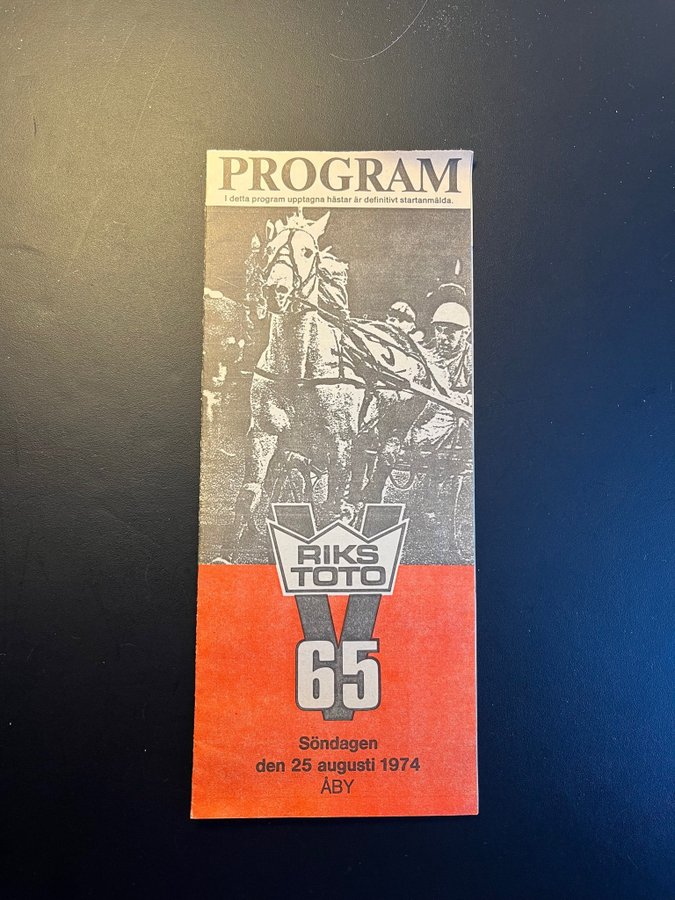 PROGRAM
I detta program upptagna hästar är definitivt startanmälda.
RIKS
TOTO
V
65
Söndagen
den 25 augusti 1974
ÅBY